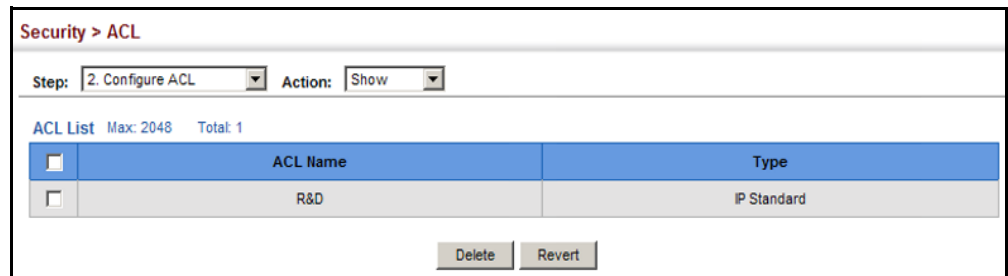 Security > ACL
Step: 2. Configure ACL Action: Show
ACL List Max: 2048 Total: 1
ACL Name Type
R&D IP Standard
Delete Revert